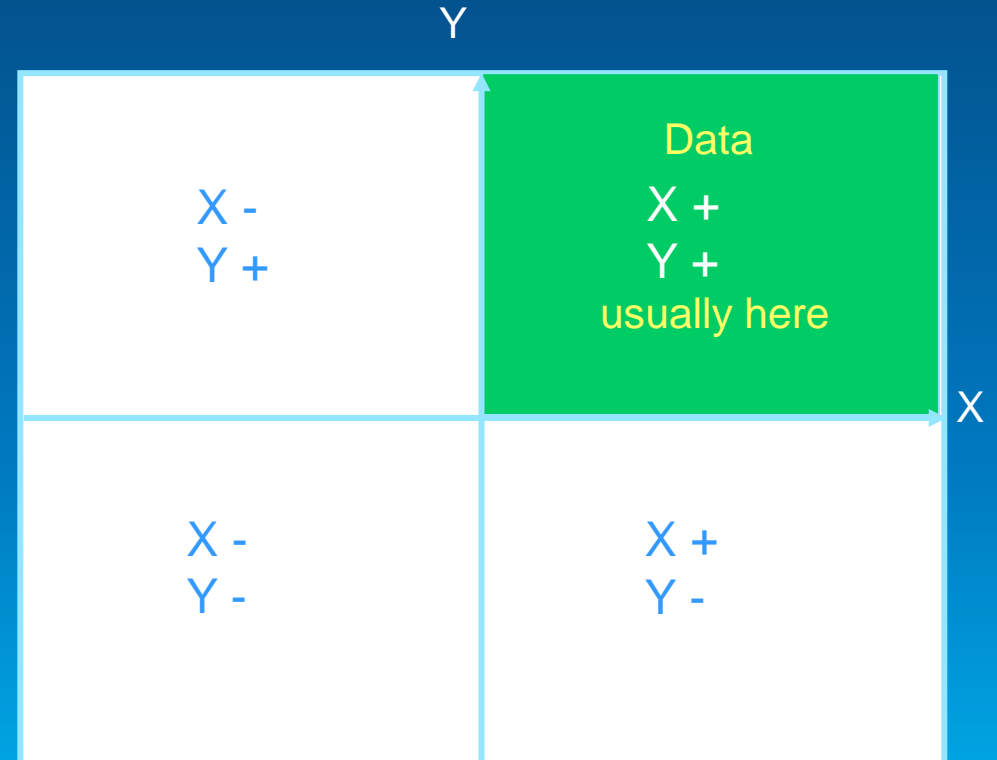 Y
X -
Y +
Data
X +
Y +
usually here
X
X -
Y -
X +
Y -